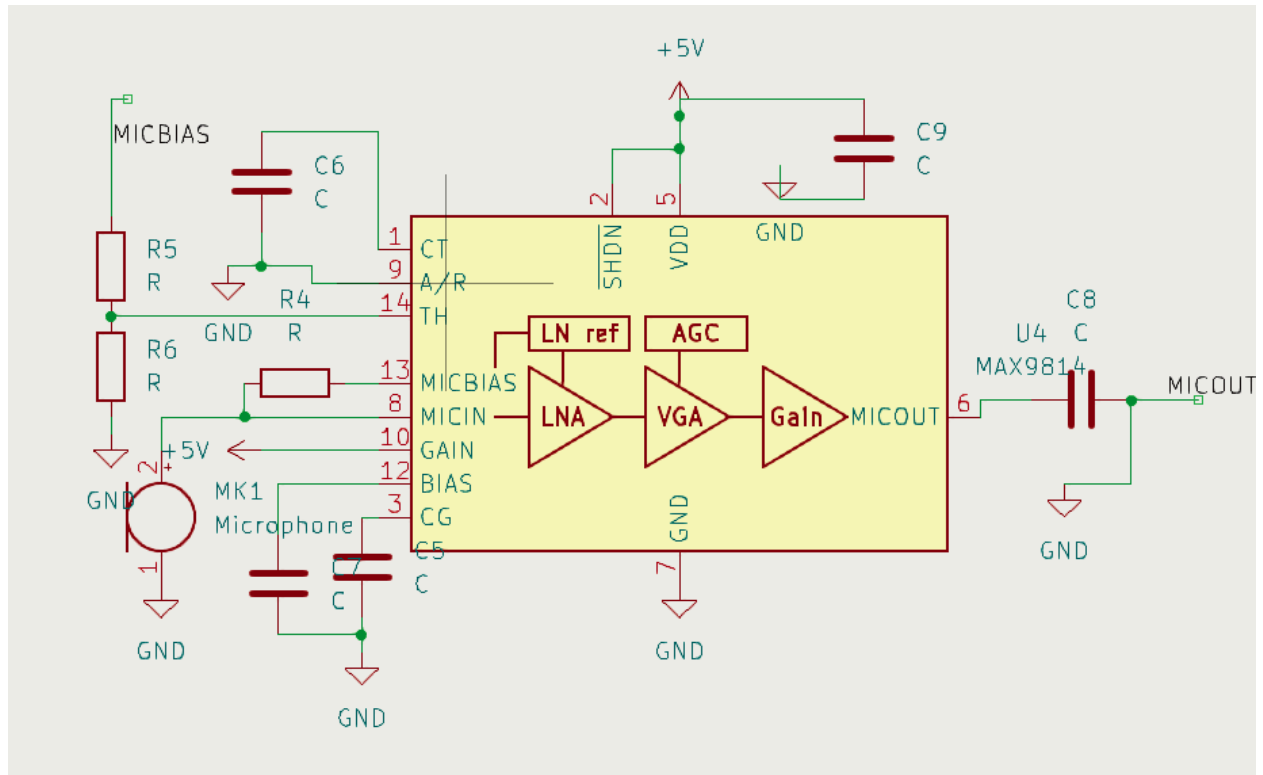 +5V
MICBIAS
C6
C
C9
C
2
5
GND
1
CT
SHDN
VDD
R5
R
9
A/R
R4
R
14
TH
GND
C8
C
R6
R
LN ref
AGC
U4
MAX9814
13
MICBIAS
MICOUT
8
MICIN
LNA
VGA
Gain
MICOUT
6
+5V
10
GAIN
2
+
12
BIAS
GND
MK1
Microphone
3
CG
GND
GND
C5
C
C7
C
1
7
GND
GND
GND